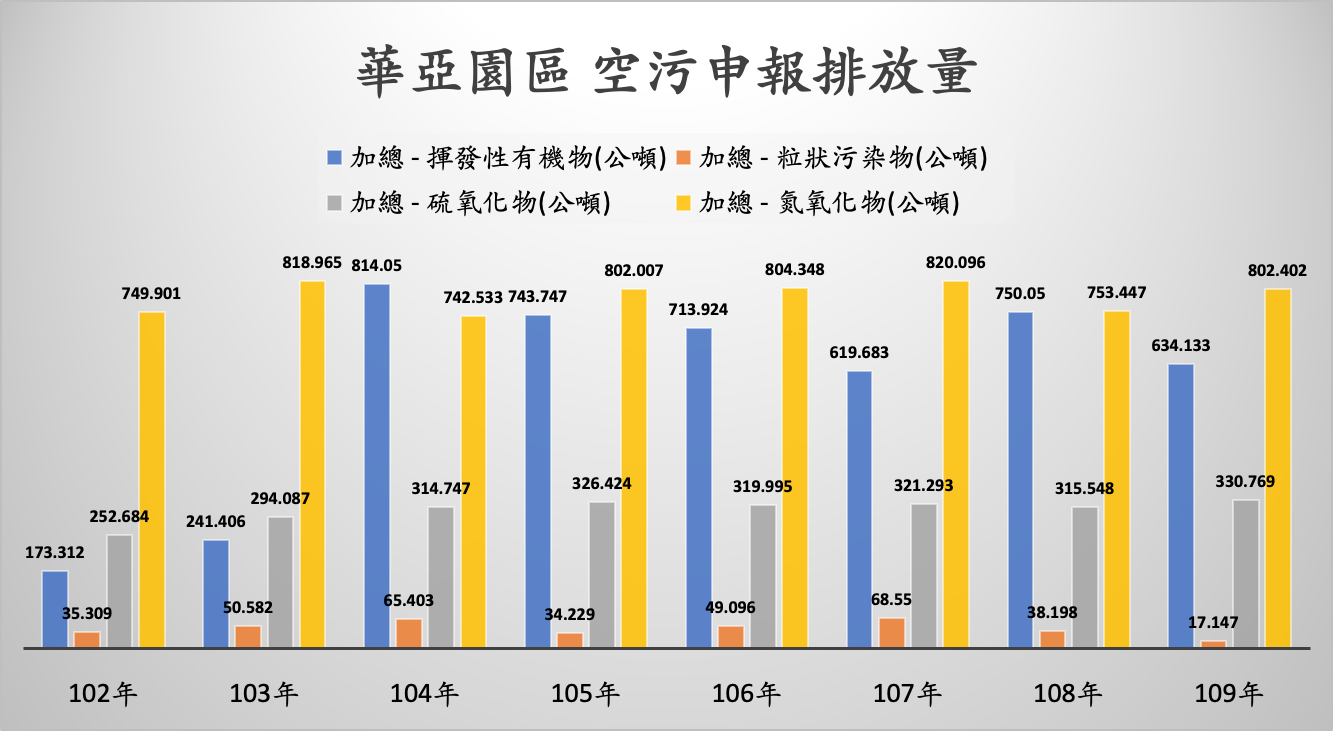 華亞園區 空污申報排放量
加總 - 揮發性有機物(公噸) 加總 - 粒狀污染物(公噸)
加總 - 硫氧化物(公噸) 加總 - 氮氧化物(公噸)
173.312 35.309 252.684 749.901
241.406 50.582 294.087 818.965
814.05 65.403 314.747 742.533
743.747 34.229 326.424 802.007
713.924 49.096 319.995 804.348
619.683 68.55 321.293 820.096
750.05 38.198 315.548 753.447
634.133 17.147 330.769 802.402
102年 103年 104年 105年 106年 107年 108年 109年